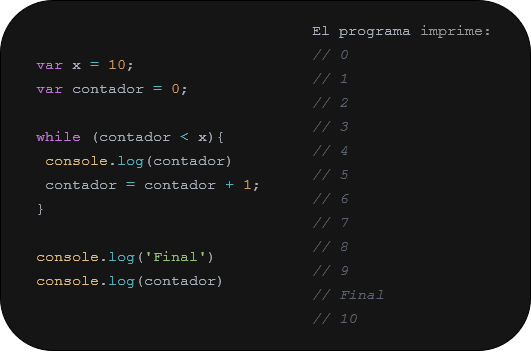 var x = 10;
var contador = 0;
while (contador < x){
console.log(contador)
contador = contador + 1;
}
console.log('Final')
console.log(contador)
El programa imprime:
// 0
// 1
// 2
// 3
// 4
// 5
// 6
// 7
// 8
// 9
// Final
// 10